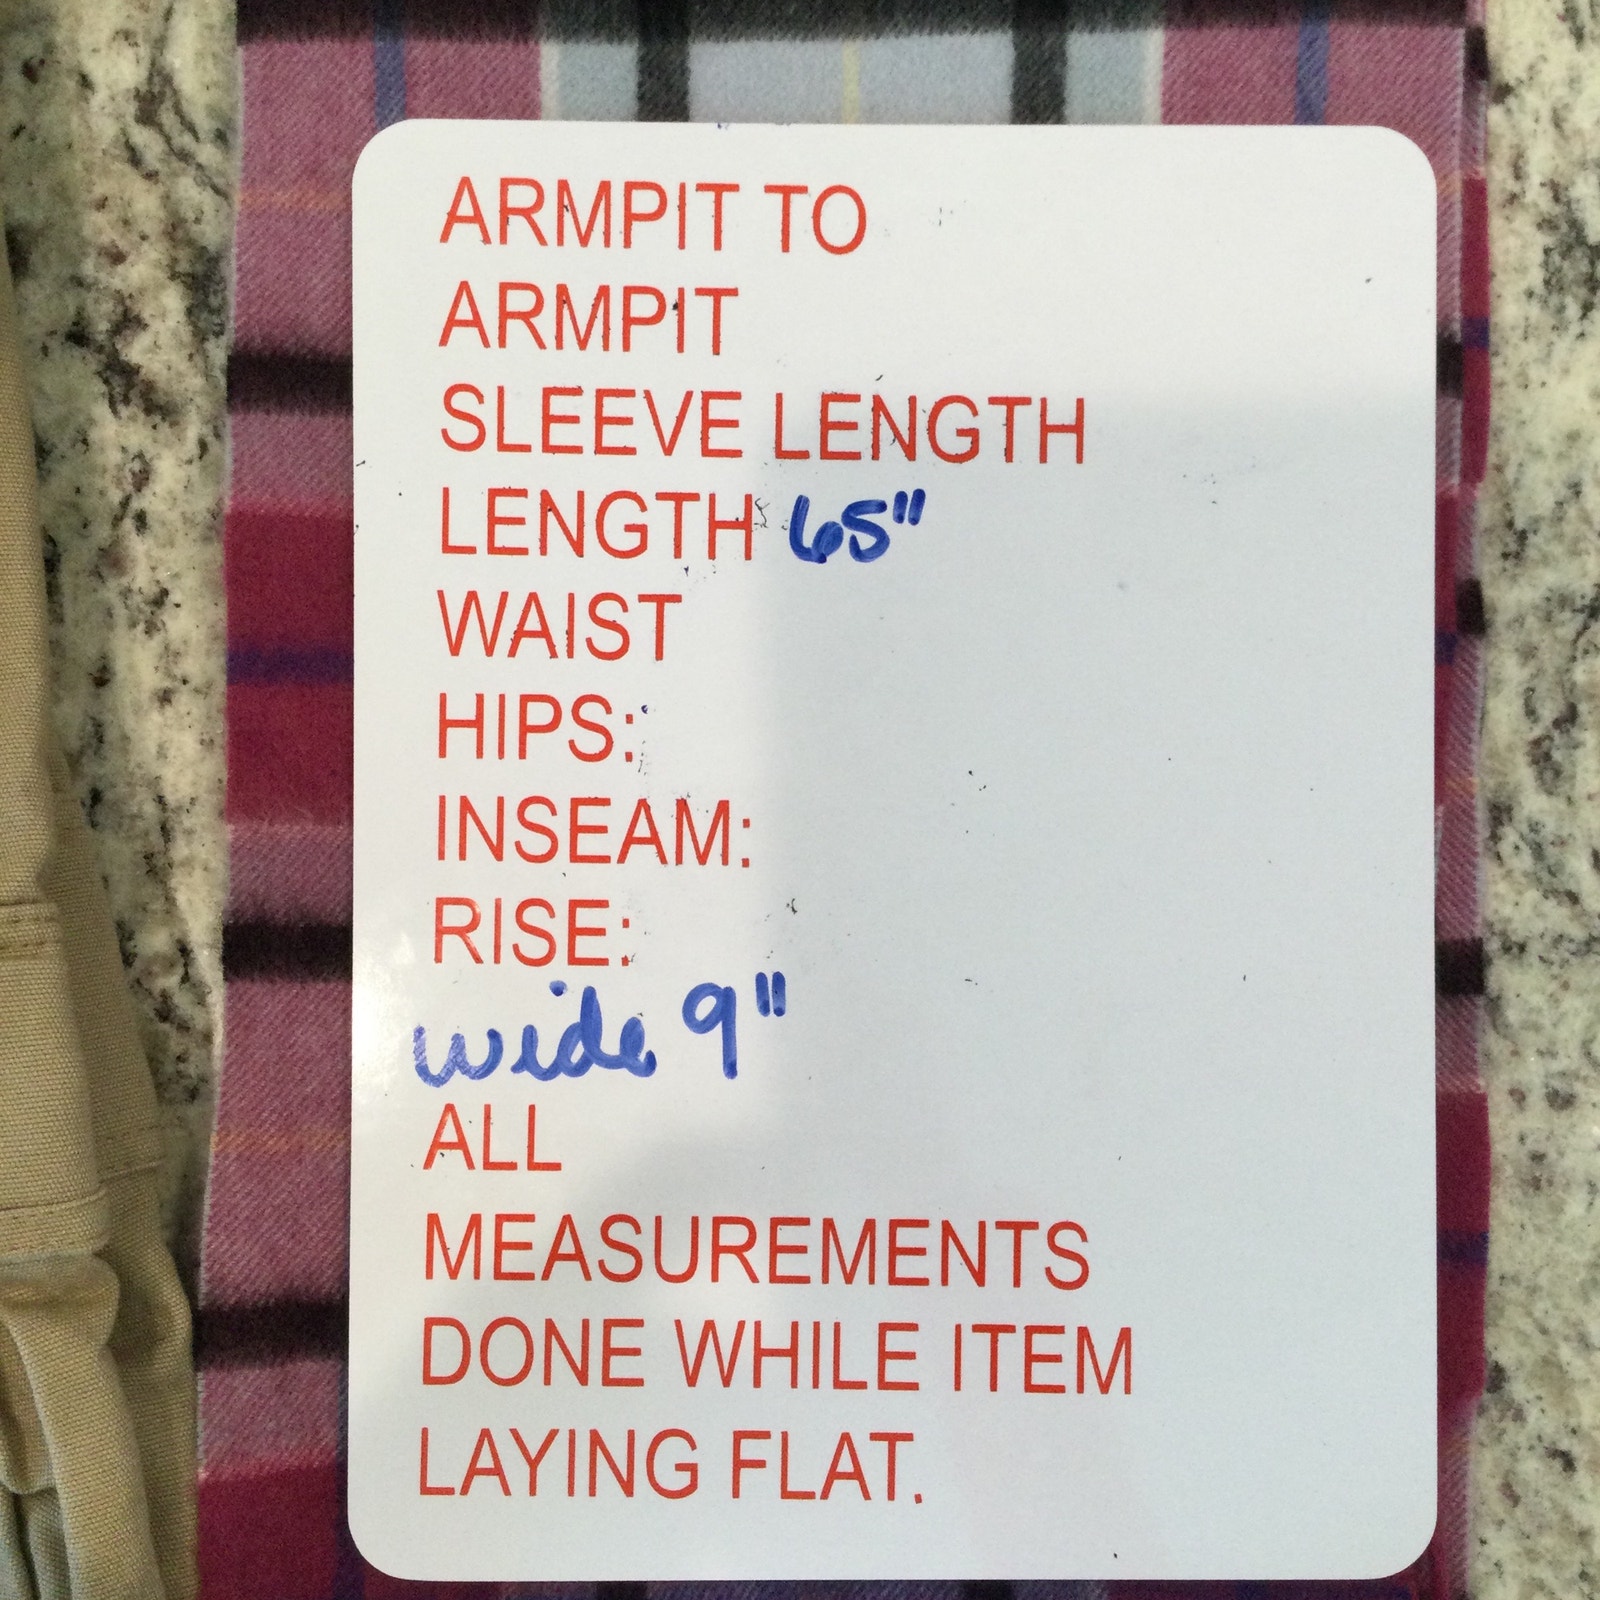 ARMPIT TO
ARMPIT
SLEEVE LENGTH
LENGTH 65"
WAIST
HIPS:
INSEAM:
RISE:
wide 9"
ALL
MEASUREMENTS
DONE WHILE ITEM
LAYING FLAT.